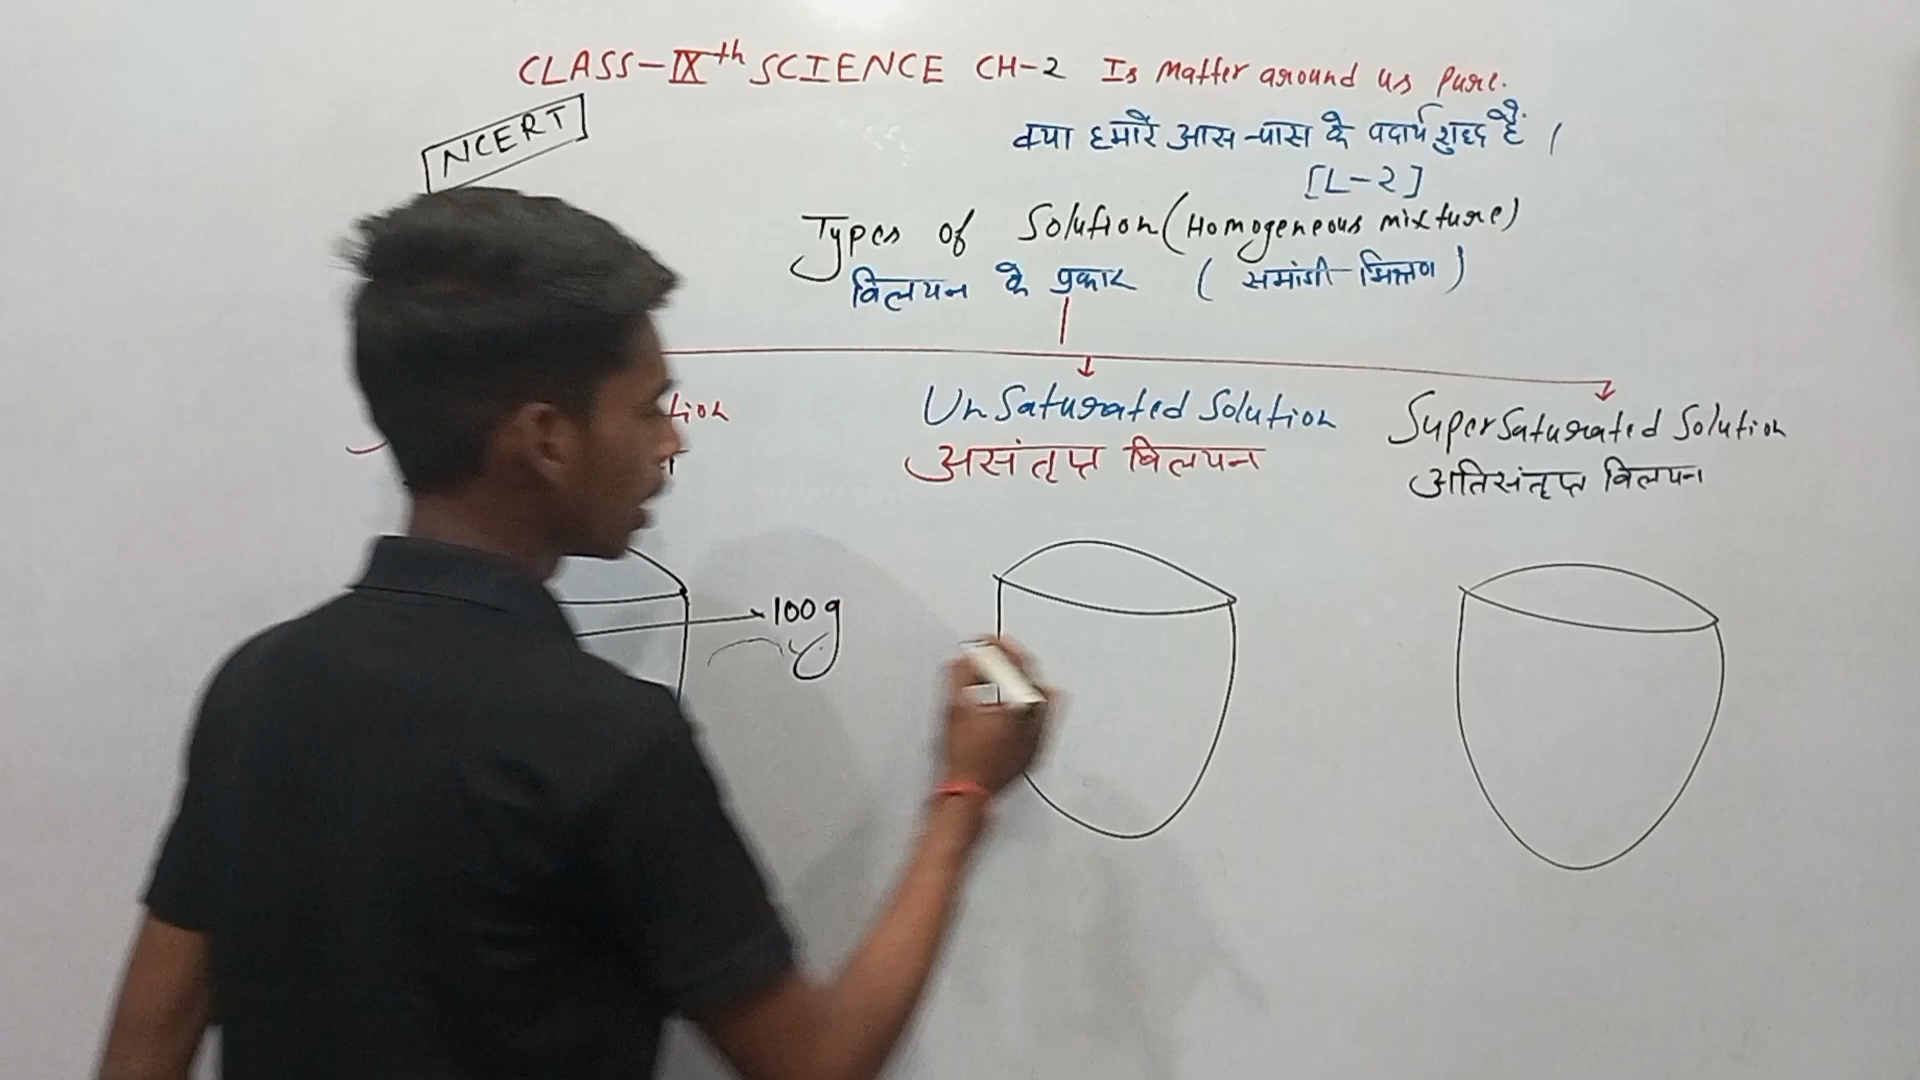 CLASS-IXth SCIENCE CH-2 Is Matter around us Pure.
NCERT
क्या हमारे आस-पास के पदार्थ शुद्ध हैं।
[L-2]
Types of Solution (Homogeneous mixture)
विलयन के प्रकार ( समांगी मिश्रण )
tion UnSaturated Solution SuperSaturated Solution
असंतृप्त विलयन अतिसंतृप्त विलयन
100g